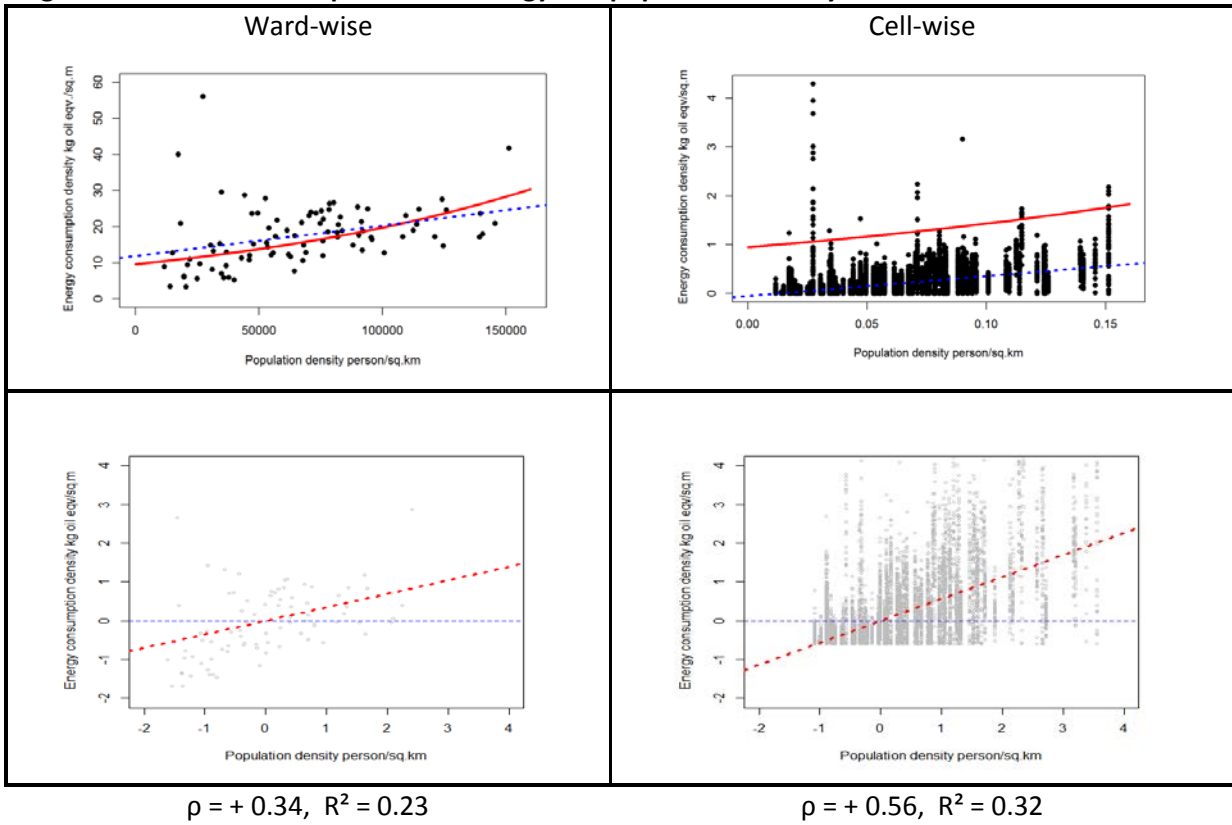 Ward-wise
Cell-wise
Energy consumption density kg oil eqv./sq.m
60
50
40
30
20
10
0
0 50000 100000 150000
Population density person/sq.km
Energy consumption density kg oil eqv/sq.m
4
3
2
1
0
0.00 0.05 0.10 0.15
Population density person/sq.km
Energy consumption density kg oil eqv/sq.m
4
3
2
1
0
-1
-2
-2 -1 0 1 2 3 4
Population density person/sq.km
Energy consumption density kg oil eqv/sq.m
4
3
2
1
0
-1
-2
-2 -1 0 1 2 3 4
Population density person/sq.km
ρ = + 0.34, R² = 0.23
ρ = + 0.56, R² = 0.32